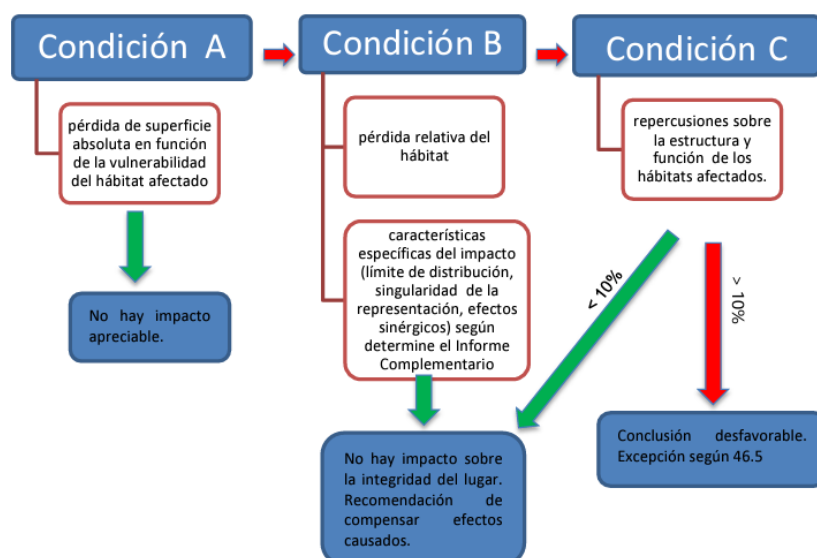 Condición A
Condición B
Condición C
pérdida de superficie
absoluta en función
de la vulnerabilidad
del hábitat afectado
pérdida relativa del
hábitat
repercusiones sobre
la estructura y
función de los
hábitats afectados.
características
específicas del impacto
(límite de distribución,
singularidad de la
representación, efectos
sinérgicos) según
determine el Informe
Complementario
< 10%
> 10%
No hay impacto
apreciable.
No hay impacto sobre
la integridad del lugar.
Recomendación de
compensar efectos
causados.
Conclusión desfavorable.
Excepción según 46.5